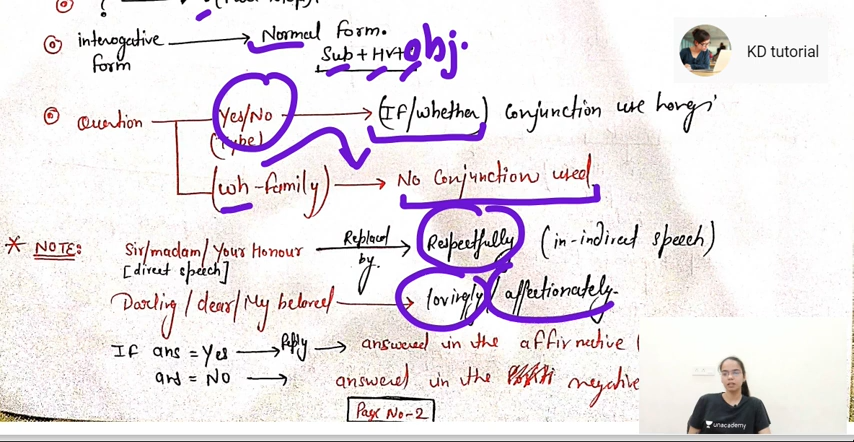 ?
interogative → Normal Form.
form Sub + HV + obj.
KD tutorial
Question Yes/No → (If/whether) Conjunction use hongi
(Type)
(wh-family) → No Conjunction used
* NOTE: Sir/madam/Your Honour Replaced by. → Respectfully (in-indirect speech)
[direct speech]
Darling/dear/My beloved → lovingly/affectionately.
If ans = Yes → Reply → answered in the affirmative (
ans = No → answered in the negative
Page No-2
unacademy